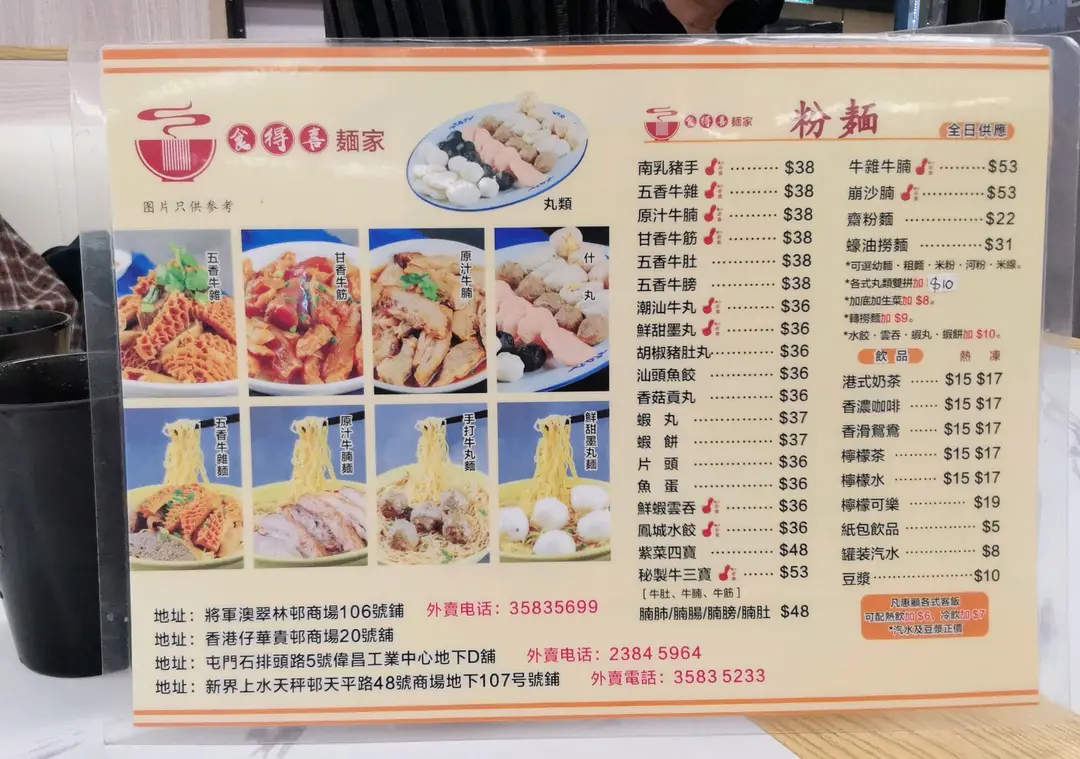 食得喜麵家
图片只供参考
丸類
五香牛雜
甘香牛筋
原汁牛腩
什丸
五香牛雜麵
原汁牛腩麵
手打牛丸麵
鮮甜墨丸麵
地址：將軍澳翠林邨商場106號鋪 外賣电话：35835699
地址：香港仔華貴邨商場20號舖
地址：屯門石排頭路5號偉昌工業中心地下D舖 外賣电话：2384 5964
地址：新界上水天秤邨天平路48號商場地下107号號鋪 外賣電話：3583 5233
食得喜麵家
粉麵
全日供應
南乳豬手 ········ $38
五香牛雜 ········ $38
原汁牛腩 ········ $38
甘香牛筋 ········ $38
五香牛肚 ············ $38
五香牛膀 ············ $38
潮汕牛丸 ········ $36
鮮甜墨丸 ········ $36
胡椒豬肚丸 ·········· $36
汕頭魚餃 ············ $36
香菇貢丸 ············ $36
蝦丸 ·············· $37
蝦餅 ·············· $37
片頭 ·············· $36
魚蛋 ·············· $36
鮮蝦雲吞 ········ $36
鳳城水餃 ········ $36
紫菜四寶 ············ $48
秘製牛三寶 ······· $53
[ 牛肚、牛腩、牛筋 ]
腩肺/腩腸/腩膀/腩肚 $48
牛雜牛腩 ······· $53
崩沙腩 ········· $53
齋粉麵 ············ $22
蠔油撈麵 ·········· $31
*可選幼麵·粗麵·米粉·河粉·米線。
*各式丸類雙拼加 $10
*加底加生菜加 $8。
*轉撈麵加 $9。
*水餃·雲吞·蝦丸·蝦餅加 $10。
飲品 熱 凍
港式奶茶 ······ $15 $17
香濃咖啡 ······ $15 $17
香滑鴛鴦 ······ $15 $17
檸檬茶 ········ $15 $17
檸檬水 ········ $15 $17
檸檬可樂 ·········· $19
紙包飲品 ············ $5
罐装汽水 ············ $8
豆漿 ················ $10
凡惠顧各式客飯
可配熱飲加$6，冷飲加$7
*汽水及豆漿正價